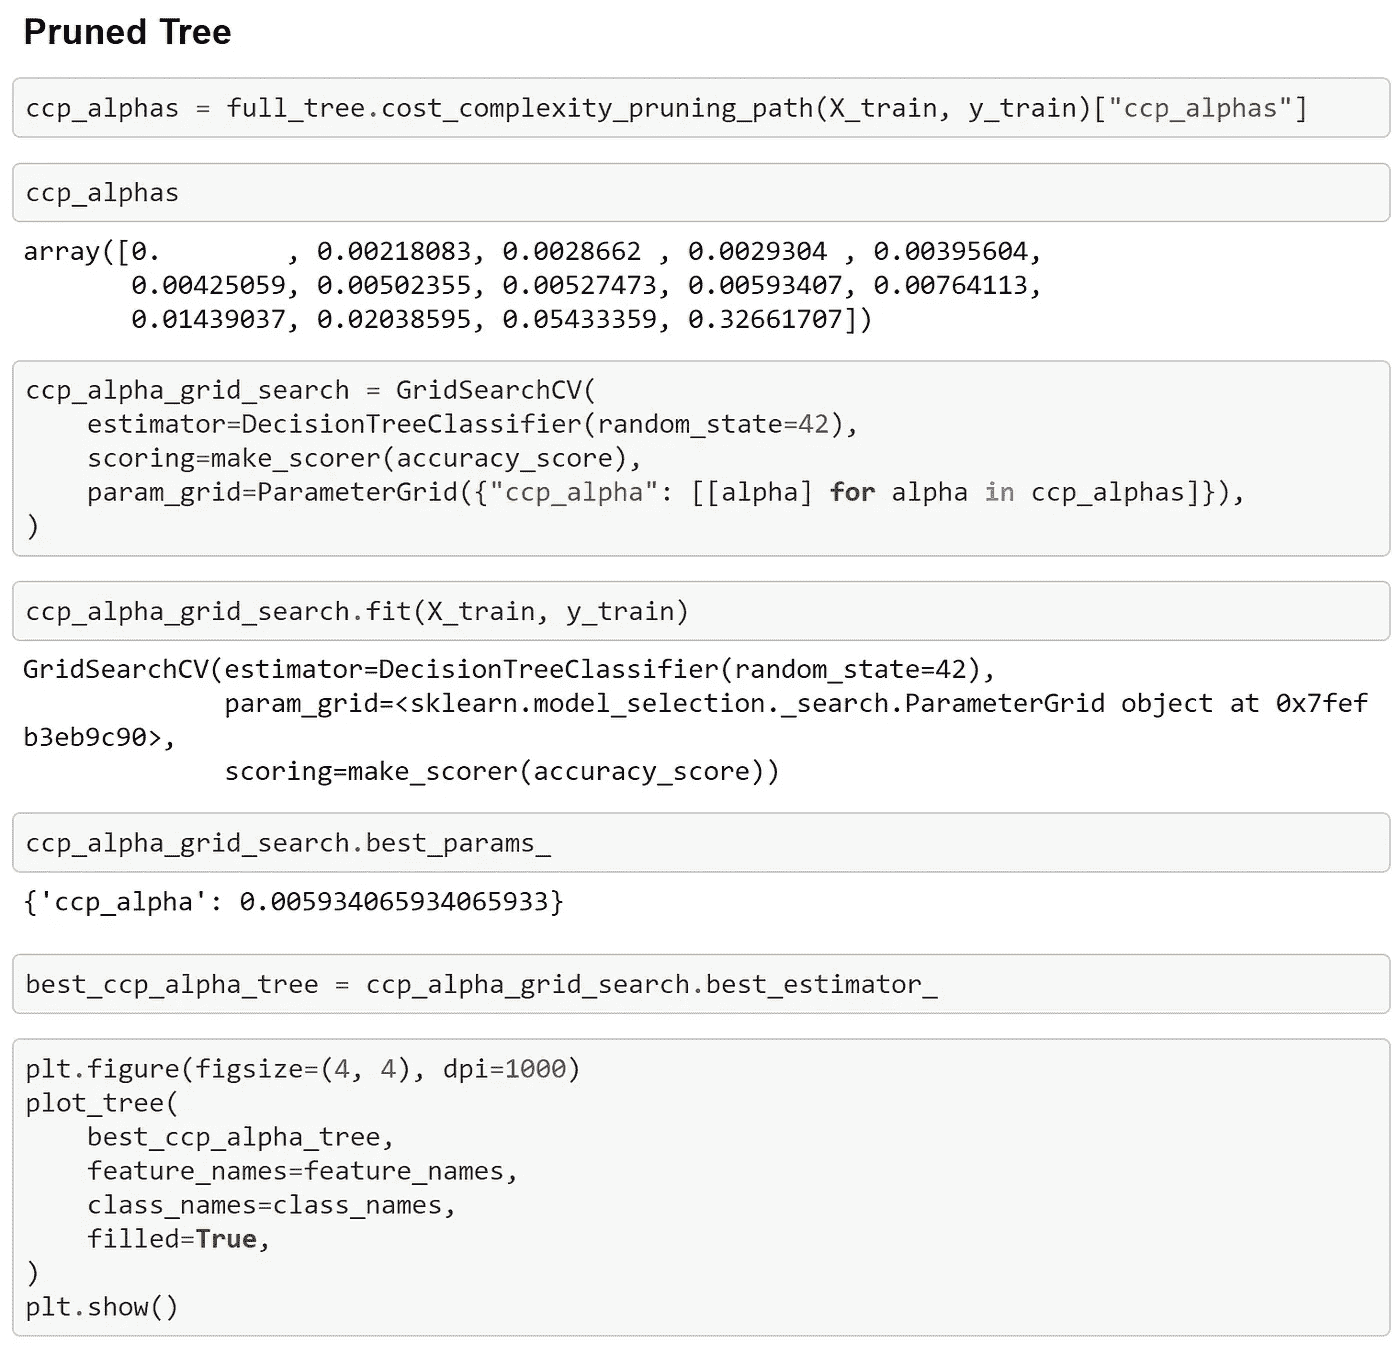 Pruned Tree
ccp_alphas = full_tree.cost_complexity_pruning_path(X_train, y_train)["ccp_alphas"]
ccp_alphas
array([0.        , 0.00218083, 0.0028662 , 0.0029304 , 0.00395604,
       0.00425059, 0.00502355, 0.00527473, 0.00593407, 0.00764113,
       0.01439037, 0.02038595, 0.05433359, 0.32661707])
ccp_alpha_grid_search = GridSearchCV(
    estimator=DecisionTreeClassifier(random_state=42),
    scoring=make_scorer(accuracy_score),
    param_grid=ParameterGrid({"ccp_alpha": [[alpha] for alpha in ccp_alphas]}),
)
ccp_alpha_grid_search.fit(X_train, y_train)
GridSearchCV(estimator=DecisionTreeClassifier(random_state=42),
             param_grid=<sklearn.model_selection._search.ParameterGrid object at 0x7fef
b3eb9c90>,
             scoring=make_scorer(accuracy_score))
ccp_alpha_grid_search.best_params_
{'ccp_alpha': 0.005934065934065933}
best_ccp_alpha_tree = ccp_alpha_grid_search.best_estimator_
plt.figure(figsize=(4, 4), dpi=1000)
plot_tree(
    best_ccp_alpha_tree,
    feature_names=feature_names,
    class_names=class_names,
    filled=True,
)
plt.show()